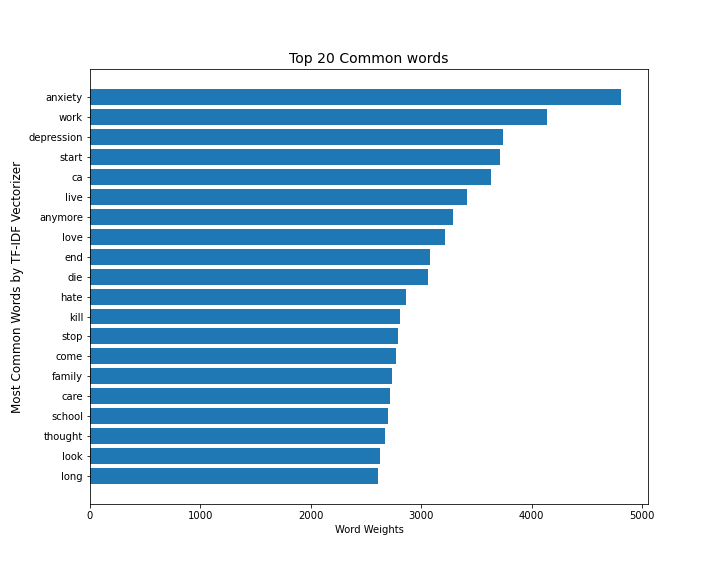 Top 20 Common words
Most Common Words by TF-IDF Vectorizer
anxiety
work
depression
start
ca
live
anymore
love
end
die
hate
kill
stop
come
family
care
school
thought
look
long
0 1000 2000 3000 4000 5000
Word Weights